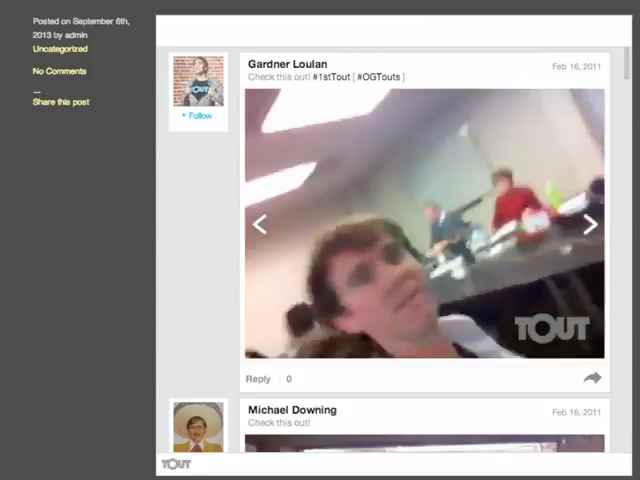 Posted on September 6th,
2013 by admin
Uncategorized
No Comments
—
Share this post
Gardner Loulan
Feb 16, 2011
Check this out! #1stTout [ #OGTouts ]
TOUT
+ Follow
TOUT
Reply
0
Michael Downing
Feb 16, 2011
Check this out!
TOUT